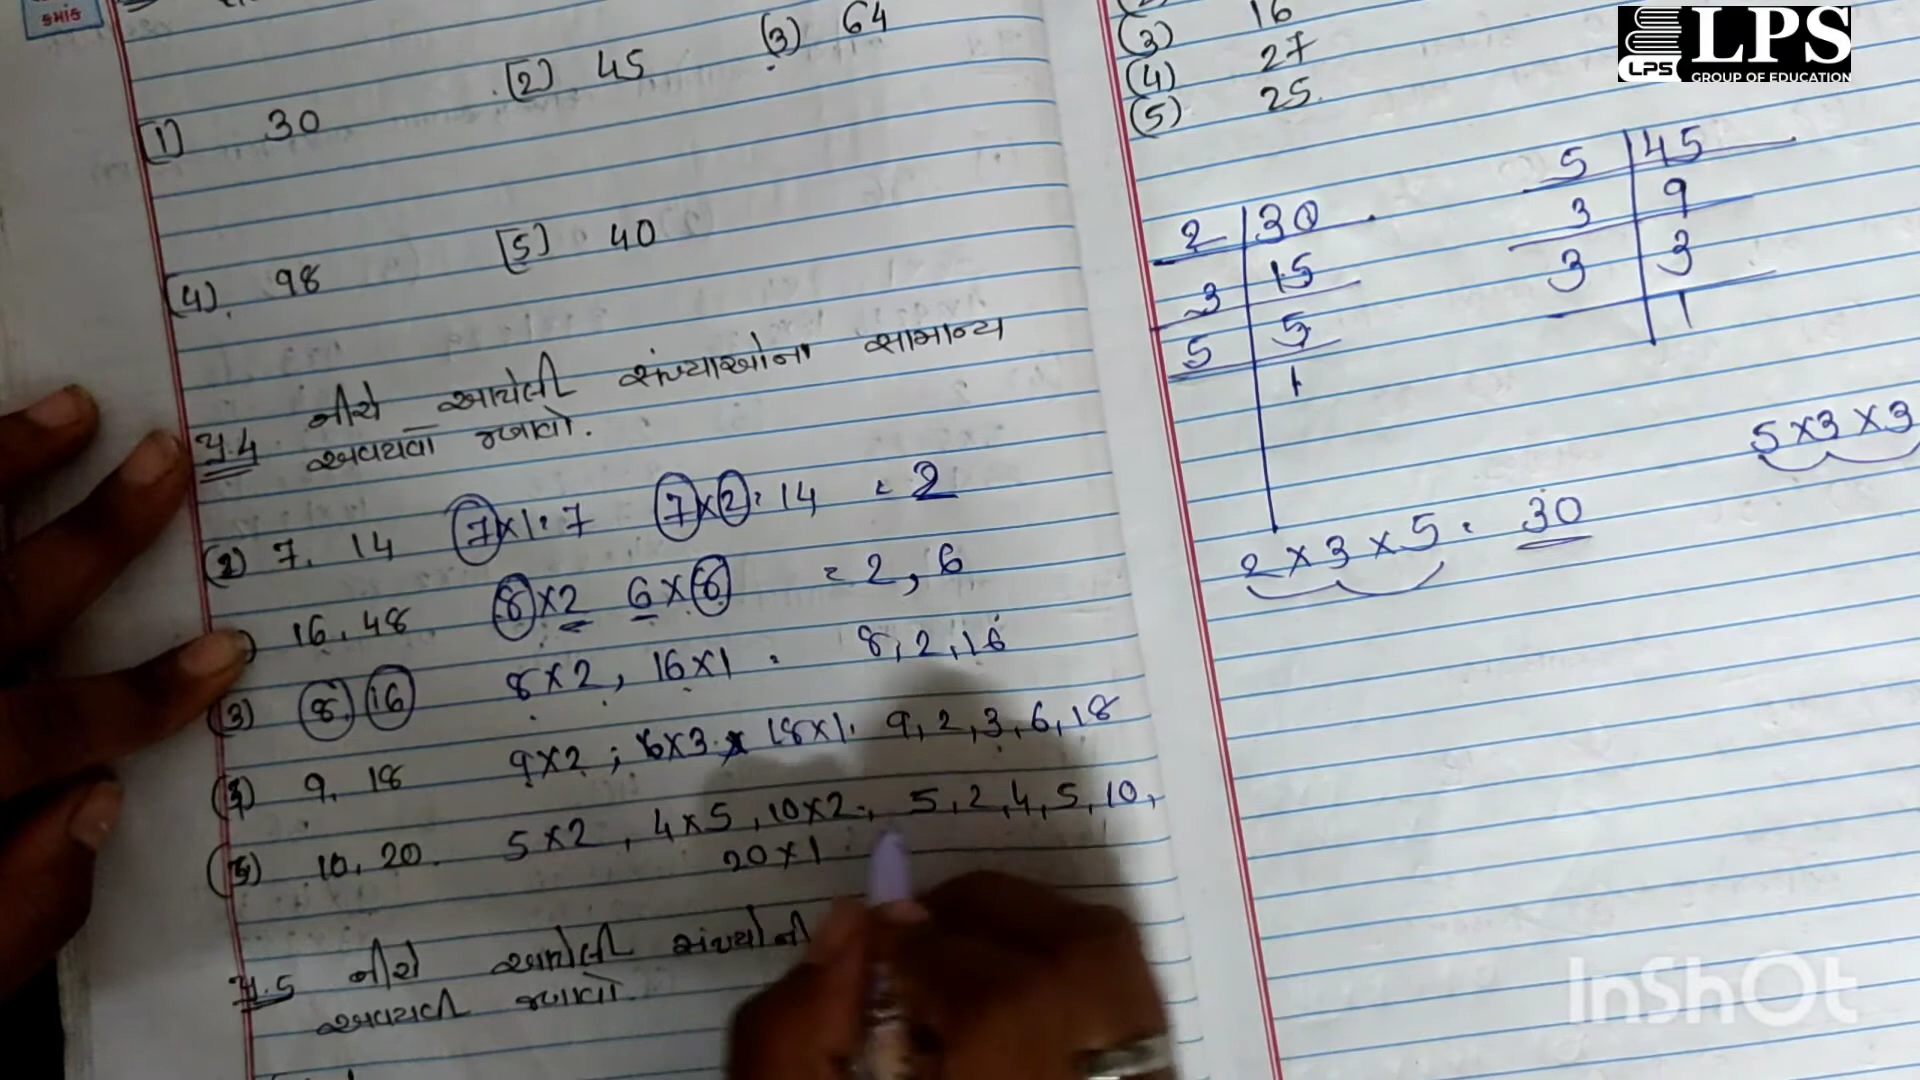 ક્રમાંક
(1) 30 (2) 45 (3) 64
(4) 98 (5) 40
પ્ર.4 નીચે આપેલી સંખ્યાઓના સામાન્ય
અવયવો જણાવો.
(1) 7, 14 7×1=7 7×2=14 = 2
16, 48 8×2 6×8 = 2, 6
(3) 8, 16 8×2, 16×1 = 8, 2, 16
(4) 9, 18 9×2 ; 6×3 × 18×1. 9, 2, 3, 6, 18
(5) 10, 20. 5×2, 4×5, 10×2 = 5, 2, 4, 5, 10,
20×1
પ્ર.5 નીચે આપેલી
અવયવી જણાવો.
(3) 16
(4) 27
(5) 25.
2 30
3 15
5 5
1
2×3×5 = 30
5 45
3 9
3 3
1
5×3×3
LPS
LPS
GROUP OF EDUCATION
InShOt